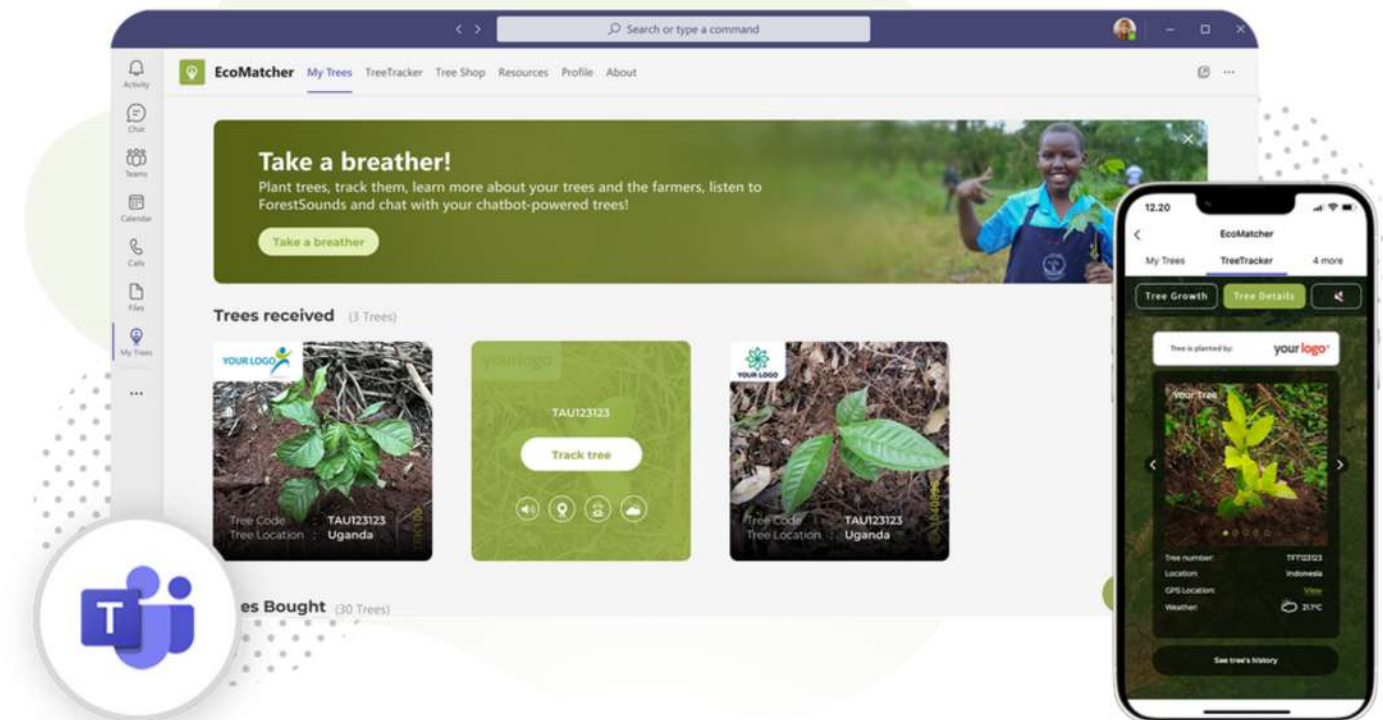 Search or type a command
Activity
Chat
Teams
Calendar
Calls
Files
My Trees
EcoMatcher My Trees TreeTracker Tree Shop Resources Profile About
Take a breather!
Plant trees, track them, learn more about your trees and the farmers, listen to
ForestSounds and chat with your chatbot-powered trees!
Take a breather
Trees received (3 Trees)
YOUR LOGO
Tree Code : TAU123123
Tree Location : Uganda
yourlogo
TAU123123
Track tree
YOUR LOGO
Tree Code : TAU123123
Tree Location : Uganda
es Bought (30 Trees)
T
12.20
EcoMatcher
My Trees TreeTracker 4 more
Tree Growth Tree Details
Tree is planted by: your logo
Your Tree
Tree number: TFT123123
Location: Indonesia
GPS Location: View
Weather: 21.1°C
See tree's history